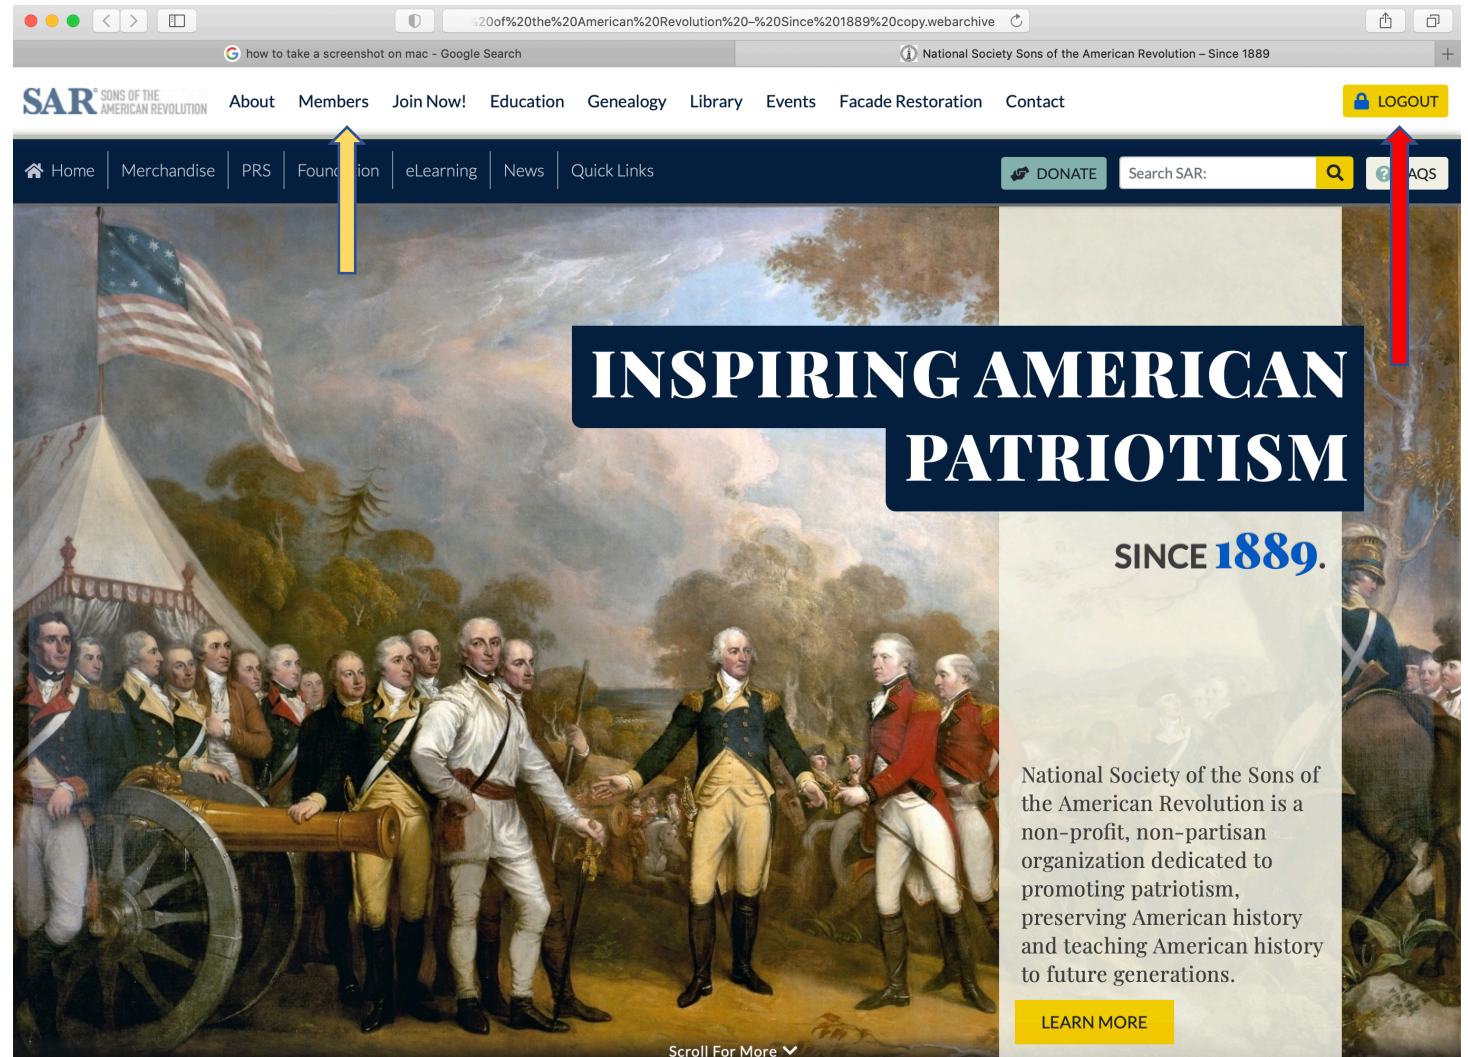 %20of%20the%20American%20Revolution%20–%20Since%201889%20copy.webarchive
how to take a screenshot on mac - Google Search
National Society Sons of the American Revolution – Since 1889
SAR® SONS OF THE
AMERICAN REVOLUTION
About Members Join Now! Education Genealogy Library Events Facade Restoration Contact
LOGOUT
Home Merchandise PRS eLearning News Quick Links
DONATE Search SAR:
INSPIRING AMERICAN
PATRIOTISM
SINCE 1889.
National Society of the Sons of
the American Revolution is a
non-profit, non-partisan
organization dedicated to
promoting patriotism,
preserving American history
and teaching American history
to future generations.
LEARN MORE
Scroll For More